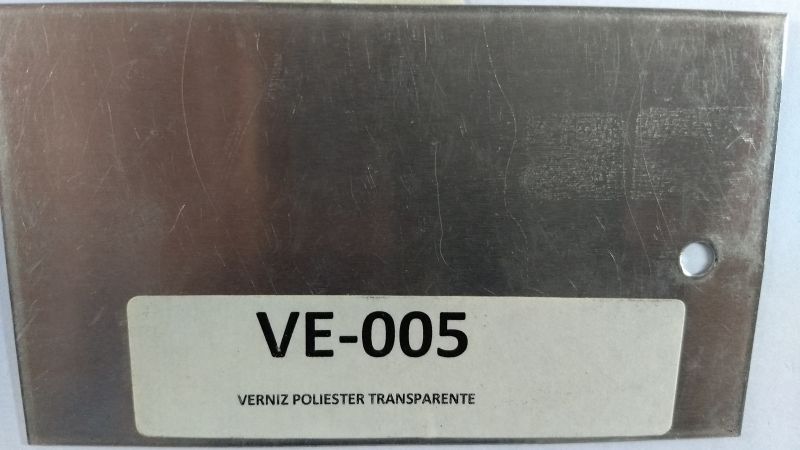 VE-005
VERNIZ POLIESTER TRANSPARENTE